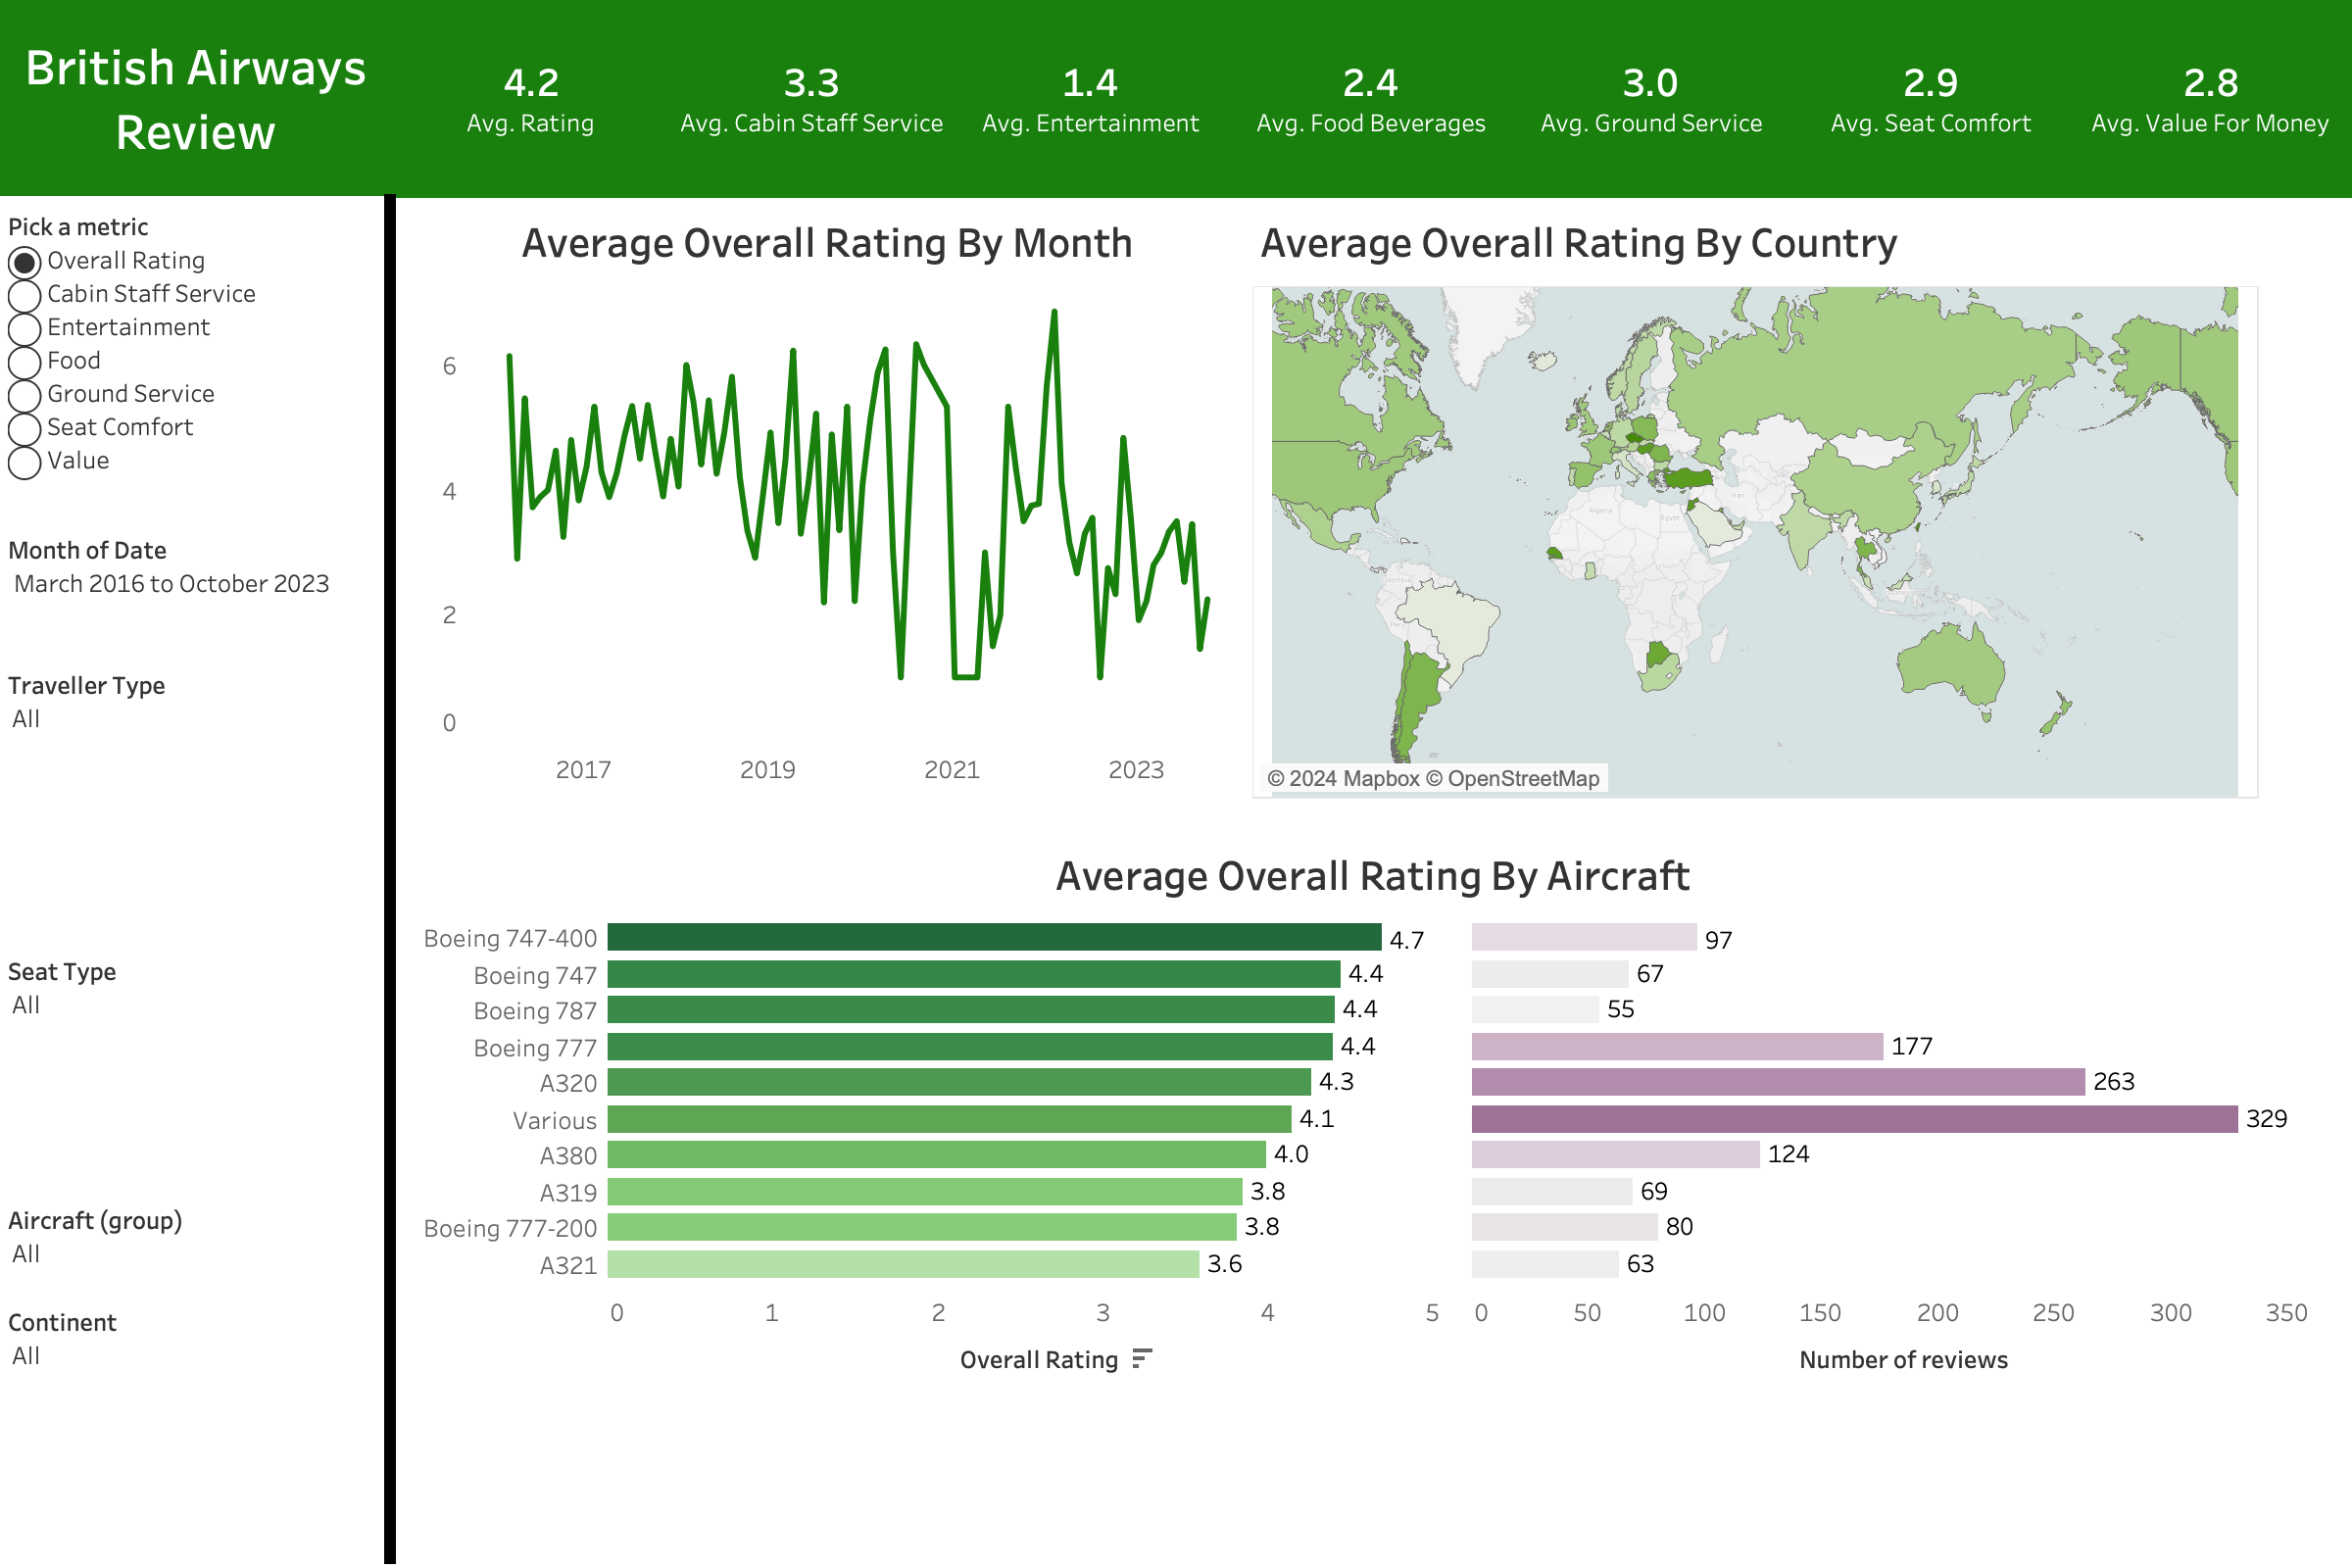 British Airways
Review
4.2
Avg. Rating
3.3
Avg. Cabin Staff Service
1.4
Avg. Entertainment
2.4
Avg. Food Beverages
3.0
Avg. Ground Service
2.9
Avg. Seat Comfort
2.8
Avg. Value For Money
Pick a metric
Overall Rating
Cabin Staff Service
Entertainment
Food
Ground Service
Seat Comfort
Value
Month of Date
March 2016 to October 2023
Traveller Type
All
Seat Type
All
Aircraft (group)
All
Continent
All
Average Overall Rating By Month
6
4
2
0
2017
2019
2021
2023
Average Overall Rating By Country
Algeria
Egypt
Iran
© 2024 Mapbox © OpenStreetMap
Average Overall Rating By Aircraft
Boeing 747-400 4.7 97
Boeing 747 4.4 67
Boeing 787 4.4 55
Boeing 777 4.4 177
A320 4.3 263
Various 4.1 329
A380 4.0 124
A319 3.8 69
Boeing 777-200 3.8 80
A321 3.6 63
0 1 2 3 4 5
0 50 100 150 200 250 300 350
Overall Rating
Number of reviews